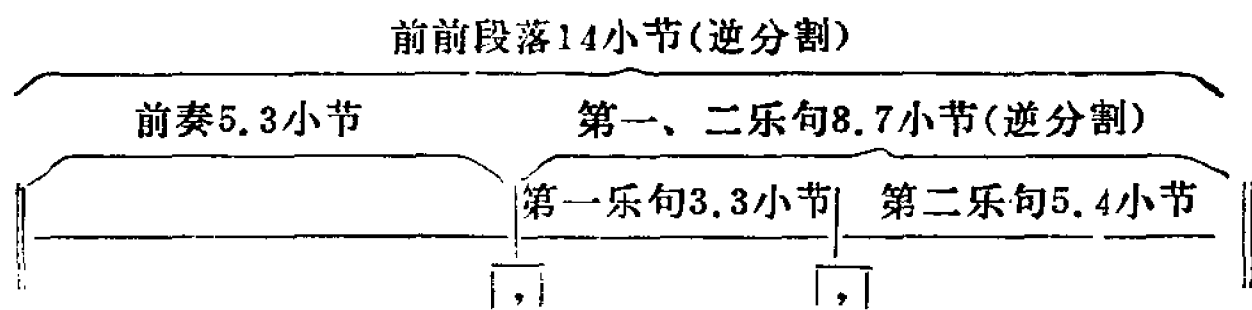 前前段落14小节(逆分割)
前奏5.3小节 第一、二乐句8.7小节(逆分割)
第一乐句3.3小节 第二乐句5.4小节
, ,